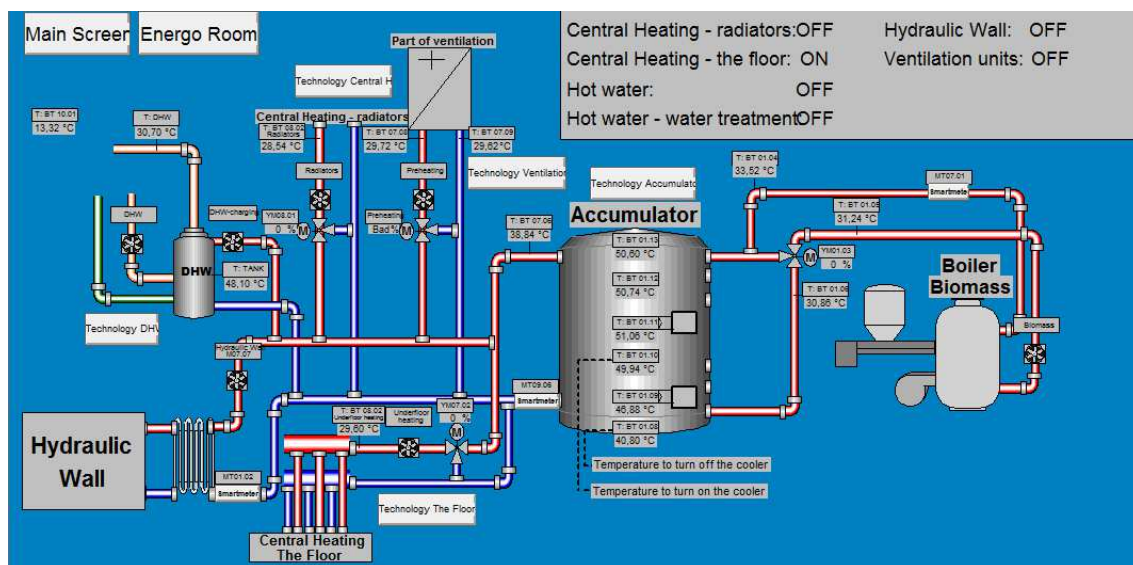 Main Screen
Energo Room
Central Heating - radiators:OFF
Hydraulic Wall: OFF
Central Heating - the floor: ON
Ventilation units: OFF
Hot water: OFF
Hot water - water treatmentOFF
Part of ventilation
Technology Central H
Central Heating - radiators
T: BT 10.01
13,32 °C
T: DHW
30,70 °C
T: BT 08.02
Radiators
28,54 °C
T: BT 07.08
29,72 °C
T: BT 07.09
29,62°C
Radiators
Preheating
Technology Ventilation
Technology Accumulato
T: BT 01.04
33,52 °C
MT07.01
Smartmeter
T: BT 01.05
31,24 °C
DHW
DHW-charging
YM08.01
0 %
M
Preheating
Bad %
M
T: BT 07.06
38,84 °C
Accumulator
T: BT 01.13
50,60 °C
YM01.03
0 %
M
DHW
T: TANK
48,10 °C
T: BT 01.12
50,74 °C
T: BT 01.06
30,86 °C
Boiler
Biomass
Technology DHW
T: BT 01.11
51,06 °C
Biomass
Hydraulic Wal
M07.07
T: BT 01.10
49,94 °C
MT09.06
Smartmeter
T: BT 01.09
46,88 °C
T: BT 08.02
Underfloor heating
29,60 °C
Underfloor
heating
YM07.02
0 %
M
T: BT 01.08
40,80 °C
Hydraulic
Wall
MT01.02
Smartmeter
Temperature to turn off the cooler
Temperature to turn on the cooler
Technology The Floor
Central Heating
The Floor